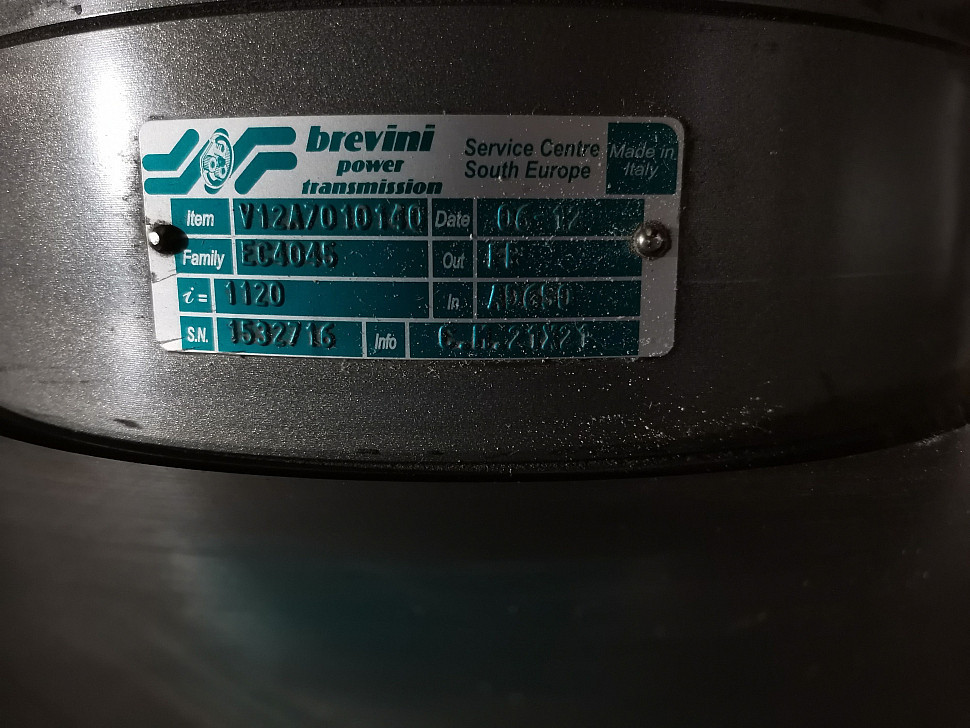 brevini
power
transmission
Service Centre
South Europe
Made in
Italy
Item V12A7010140 Date 06 12
Family EC4045 Out FF
i = 1120 In
S.N. 1532716 Info